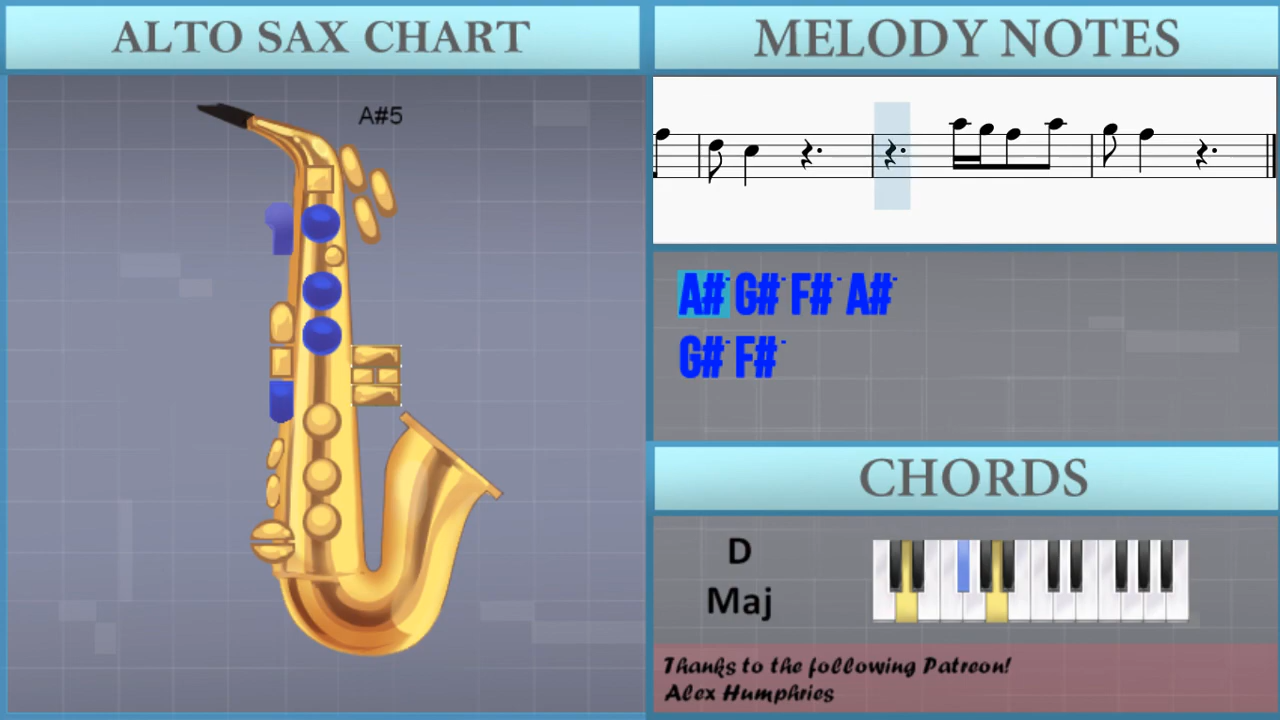 ALTO SAX CHART
A#5
MELODY NOTES
A#˙ G#˙ F#˙ A#˙
G#˙ F#˙
CHORDS
D
Maj
Thanks to the following Patreon!
Alex Humphries